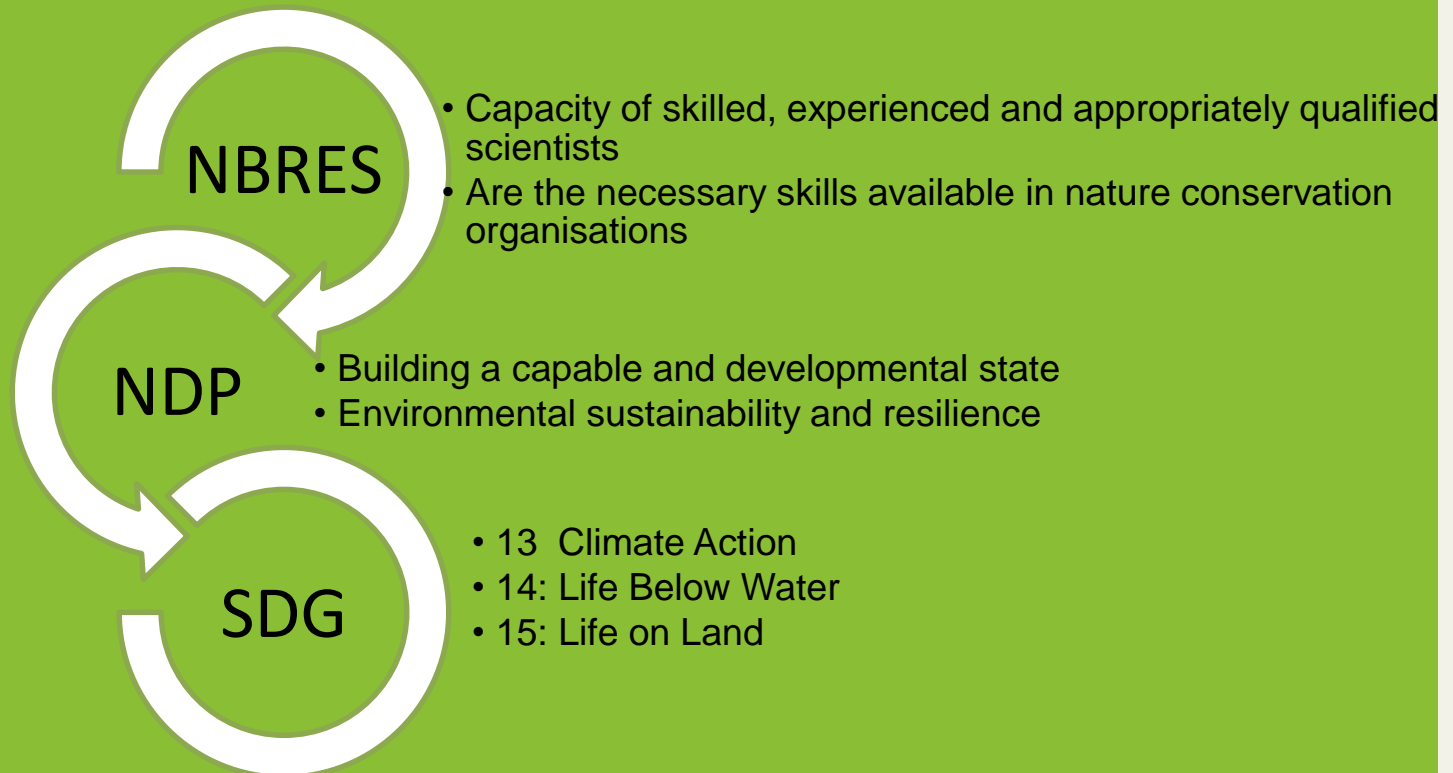 NBRES
• Capacity of skilled, experienced and appropriately qualified
scientists
• Are the necessary skills available in nature conservation
organisations
NDP
• Building a capable and developmental state
• Environmental sustainability and resilience
SDG
• 13 Climate Action
• 14: Life Below Water
• 15: Life on Land